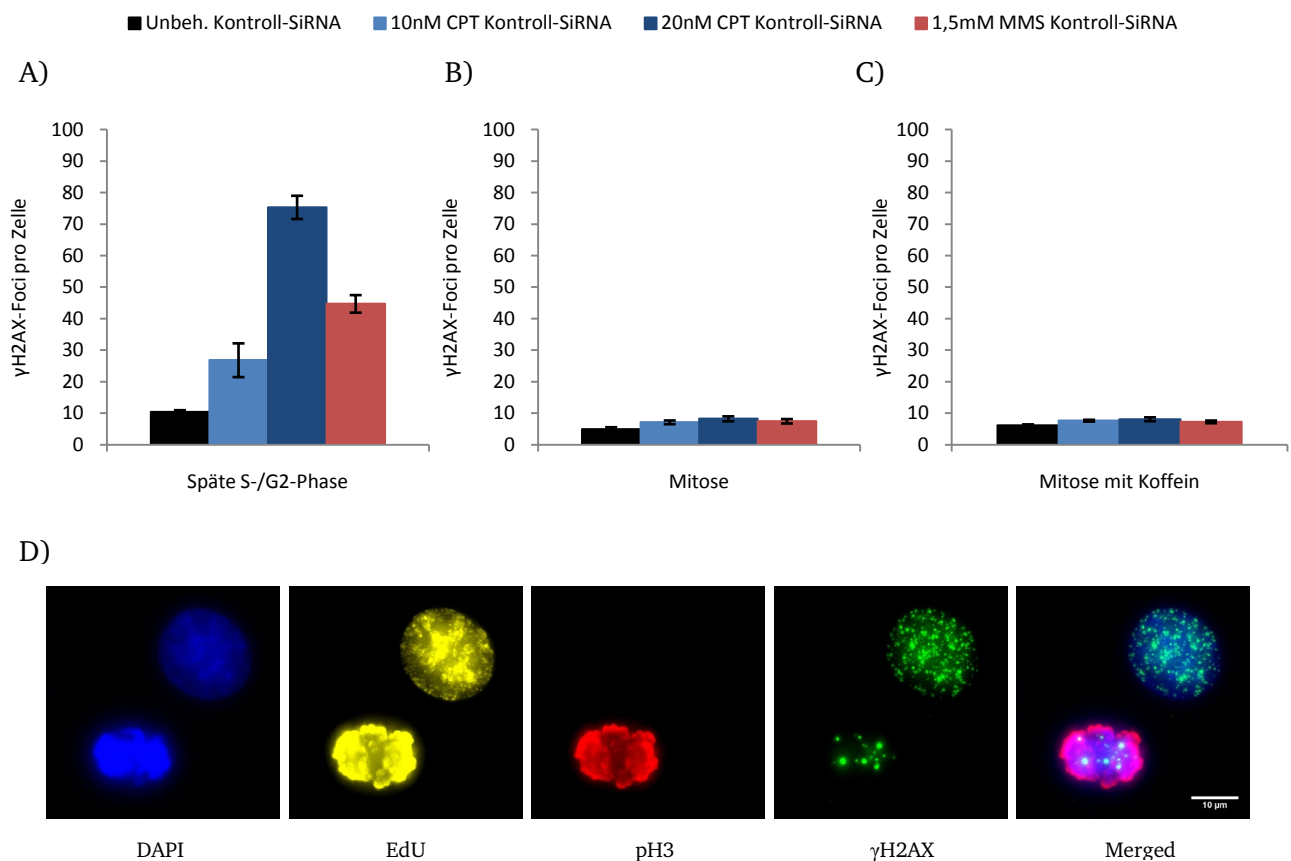 Unbeh. Kontroll-SiRNA 10nM CPT Kontroll-SiRNA 20nM CPT Kontroll-SiRNA 1,5mM MMS Kontroll-SiRNA
A)
γH2AX-Foci pro Zelle
100
90
80
70
60
50
40
30
20
10
0
Späte S-/G2-Phase
B)
γH2AX-Foci pro Zelle
100
90
80
70
60
50
40
30
20
10
0
Mitose
C)
γH2AX-Foci pro Zelle
100
90
80
70
60
50
40
30
20
10
0
Mitose mit Koffein
D)
10 µm
DAPI EdU pH3 γH2AX Merged